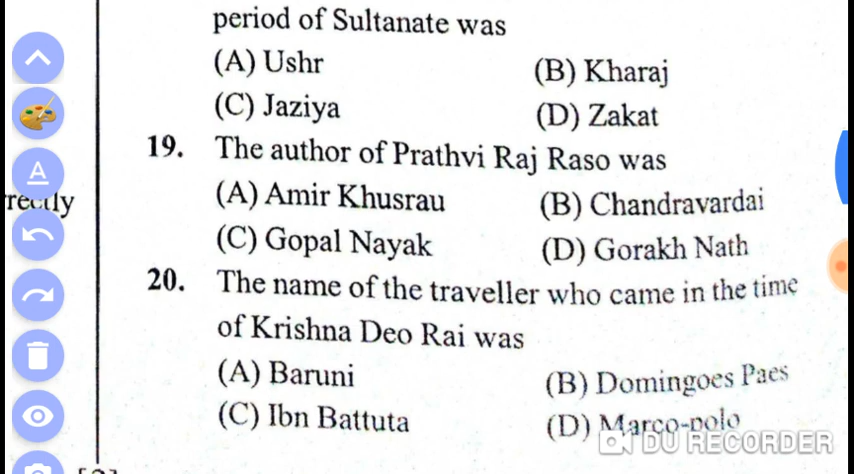 period of Sultanate was
(A) Ushr (B) Kharaj
(C) Jaziya (D) Zakat
19. The author of Prathvi Raj Raso was
(A) Amir Khusrau (B) Chandravardai
(C) Gopal Nayak (D) Gorakh Nath
20. The name of the traveller who came in the time
of Krishna Deo Rai was
(A) Baruni (B) Domingoes Paes
(C) Ibn Battuta (D) Marco-polo
A
DU RECORDER